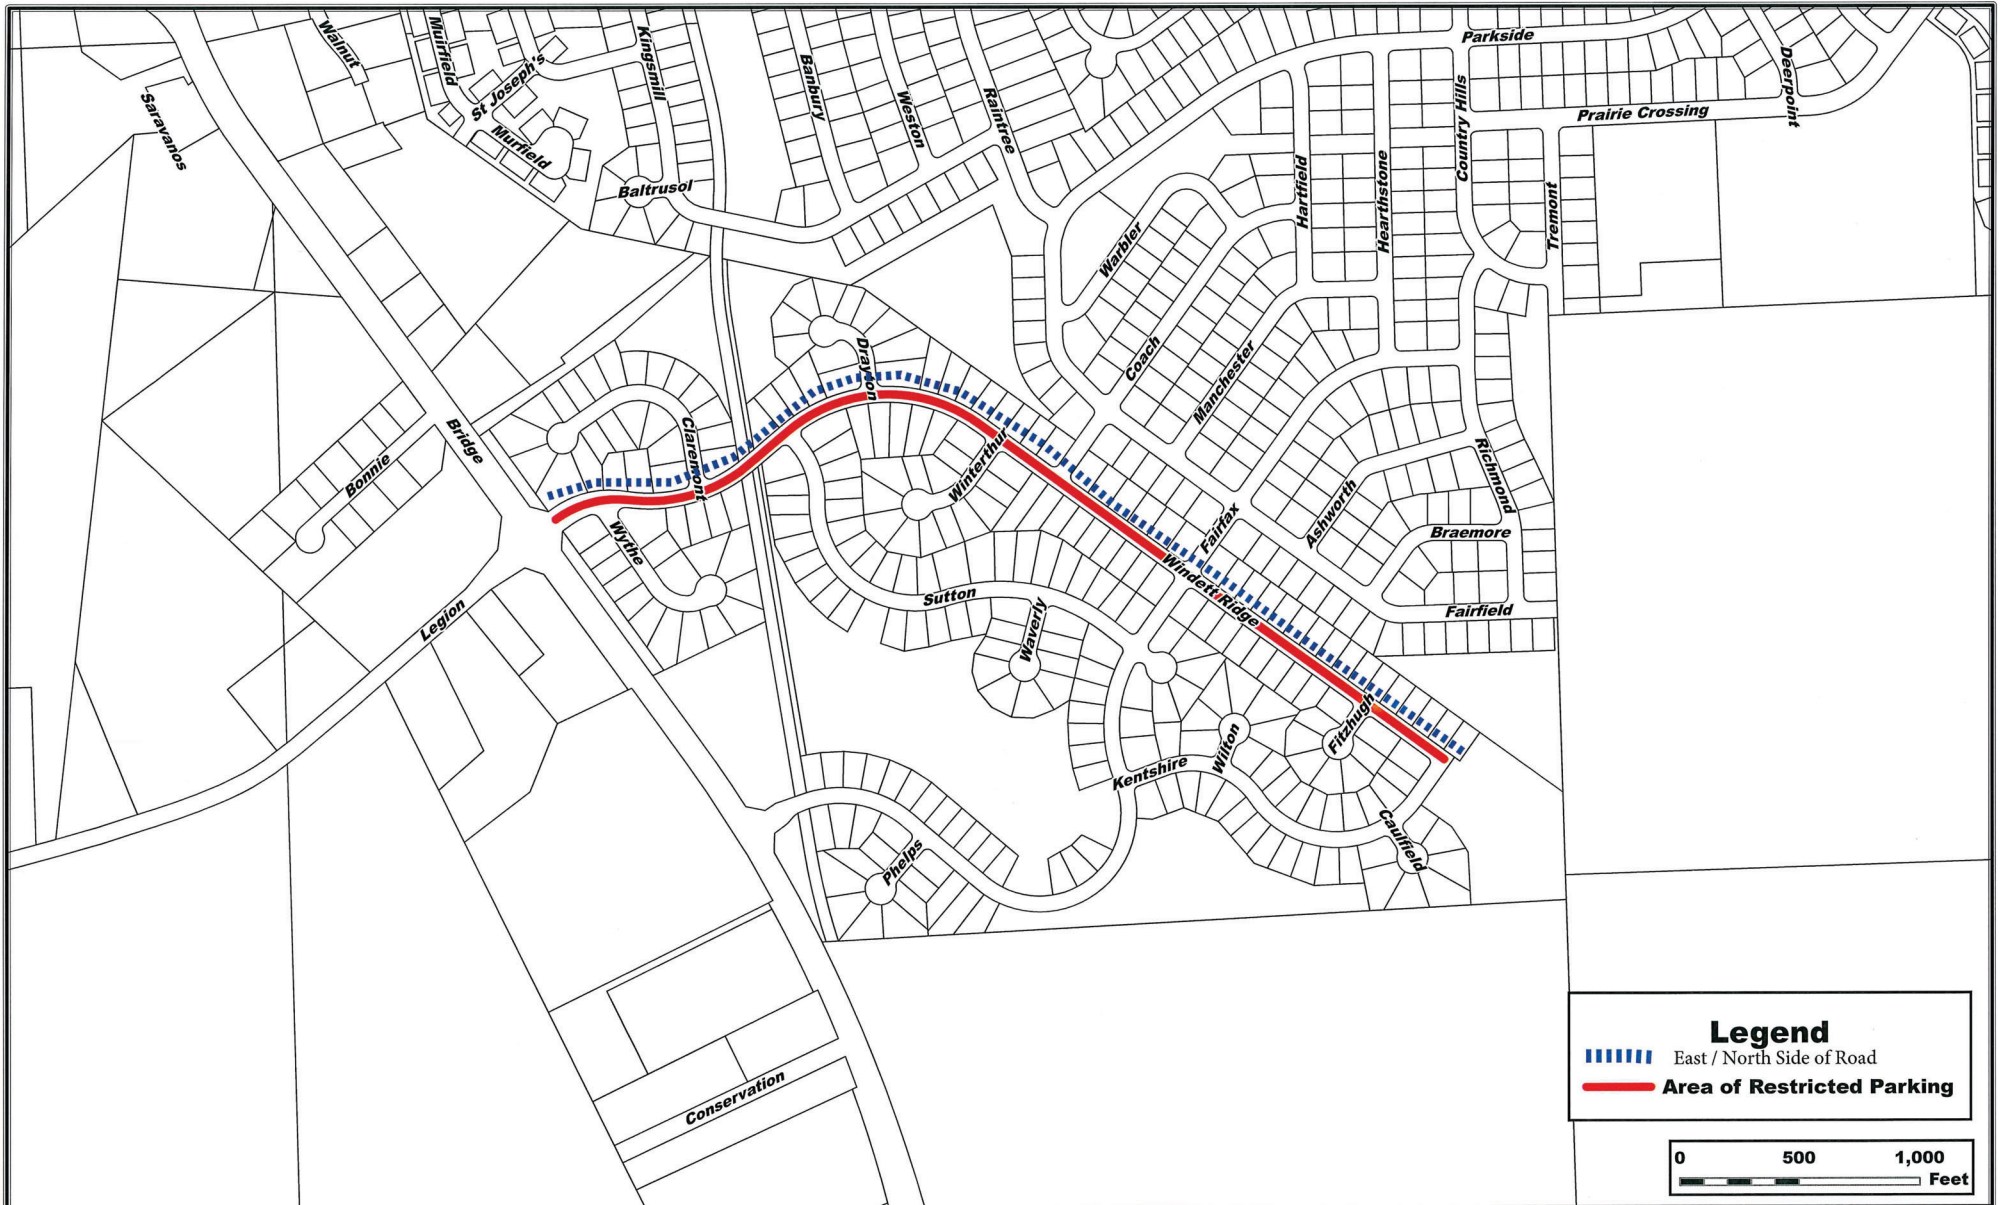 Walnut
Muirfield
Kingsmill
Banbury
Parkside
Deerpoint
St Joseph's
Saravanos
Murfield
Weston
Raintree
Country Hills
Prairie Crossing
Baltrusol
Hartfield
Hearthstone
Tremont
Warbler
Drayton
Coach
Manchester
Bridge
Claremont
Bonnie
Winterthur
Richmond
Wythe
Fairfax
Ashworth
Braemore
Windett Ridge
Sutton
Waverly
Fairfield
Legion
Fitzhugh
Wilton
Kentshire
Caulfield
Phelps
Conservation
Legend
East / North Side of Road
Area of Restricted Parking
0 500 1,000
Feet